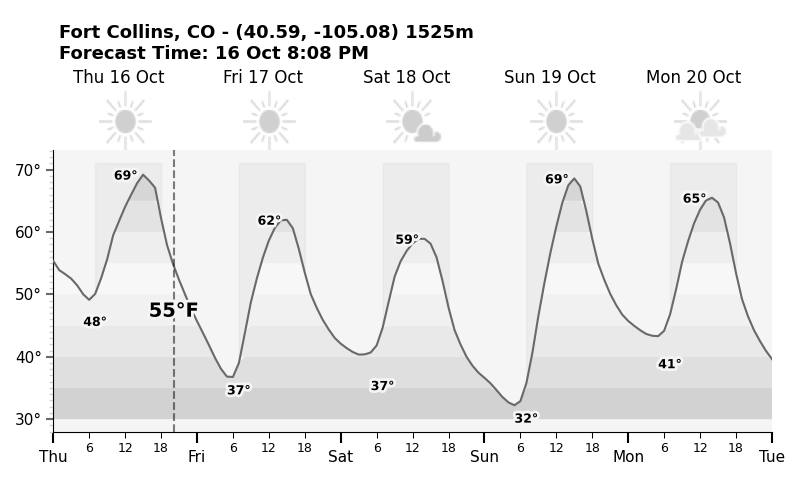 Fort Collins, CO - (40.59, -105.08) 1525m
Forecast Time: 16 Oct 8:08 PM
Thu 16 Oct Fri 17 Oct Sat 18 Oct Sun 19 Oct Mon 20 Oct
70°
60°
50°
40°
30°
69° 62° 59° 69° 65°
55°F
48° 37° 37° 32° 41°
6 12 18 6 12 18 6 12 18 6 12 18 6 12 18
Thu Fri Sat Sun Mon Tue